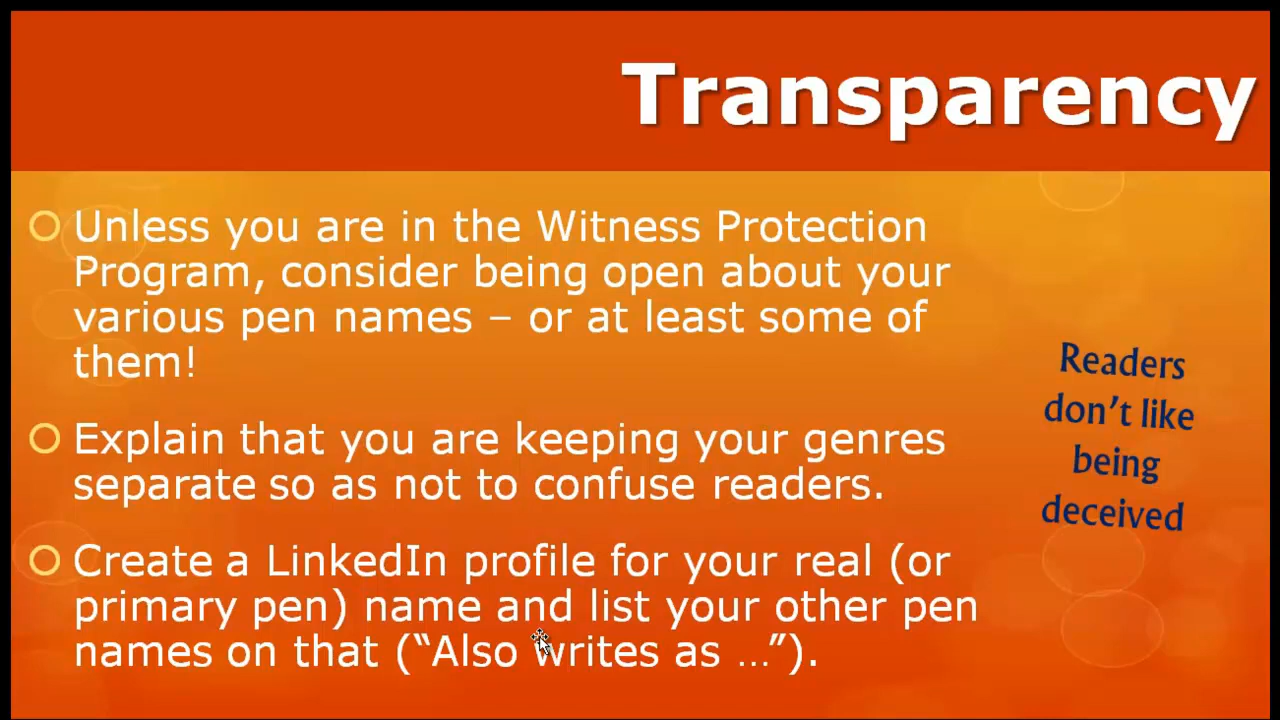 Transparency
Unless you are in the Witness Protection
Program, consider being open about your
various pen names – or at least some of
them!
Explain that you are keeping your genres
separate so as not to confuse readers.
Create a LinkedIn profile for your real (or
primary pen) name and list your other pen
names on that (“Also writes as …”).
Readers
don’t like
being
deceived